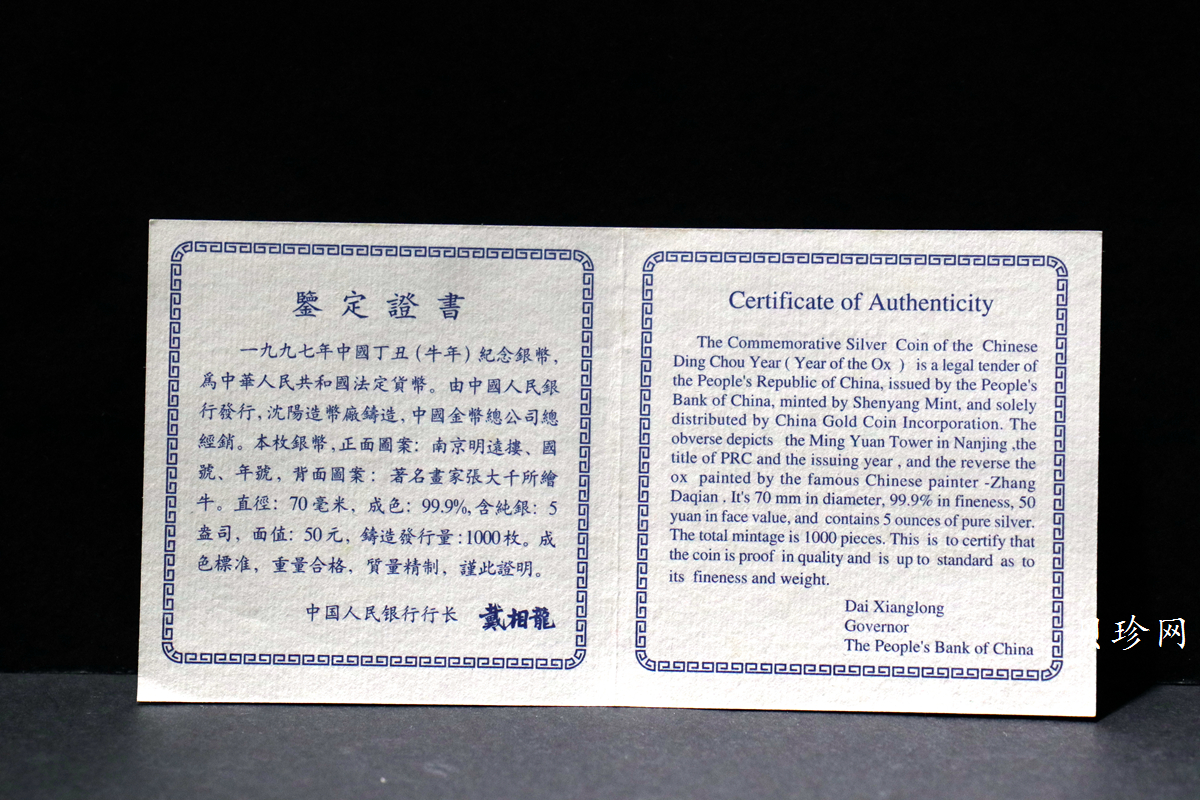 鑒定證書
一九九七年中國丁丑(牛年)紀念銀幣,
爲中華人民共和國法定貨幣。由中國人民銀
行發行,沈陽造幣廠鑄造,中國金幣總公司總
經銷。本枚銀幣,正面圖案:南京明遠樓、國
號、年號,背面圖案:著名畫家張大千所繪
牛。直徑:70毫米,成色:99.9%,含純銀:5
盎司,面值:50元,鑄造發行量:1000枚。成
色標准,重量合格,質量精制,謹此證明。
中国人民银行行长 戴相龍
Certificate of Authenticity
The Commemorative Silver Coin of the Chinese
Ding Chou Year ( Year of the Ox ) is a legal tender of
the People's Republic of China, issued by the People's
Bank of China, minted by Shenyang Mint, and solely
distributed by China Gold Coin Incorporation. The
obverse depicts the Ming Yuan Tower in Nanjing ,the
title of PRC and the issuing year , and the reverse the
ox painted by the famous Chinese painter -Zhang
Daqian . It's 70 mm in diameter, 99.9% in fineness, 50
yuan in face value, and contains 5 ounces of pure silver.
The total mintage is 1000 pieces. This is to certify that
the coin is proof in quality and is up to standard as to
its fineness and weight.
Dai Xianglong
Governor
The People's Bank of China
珍网